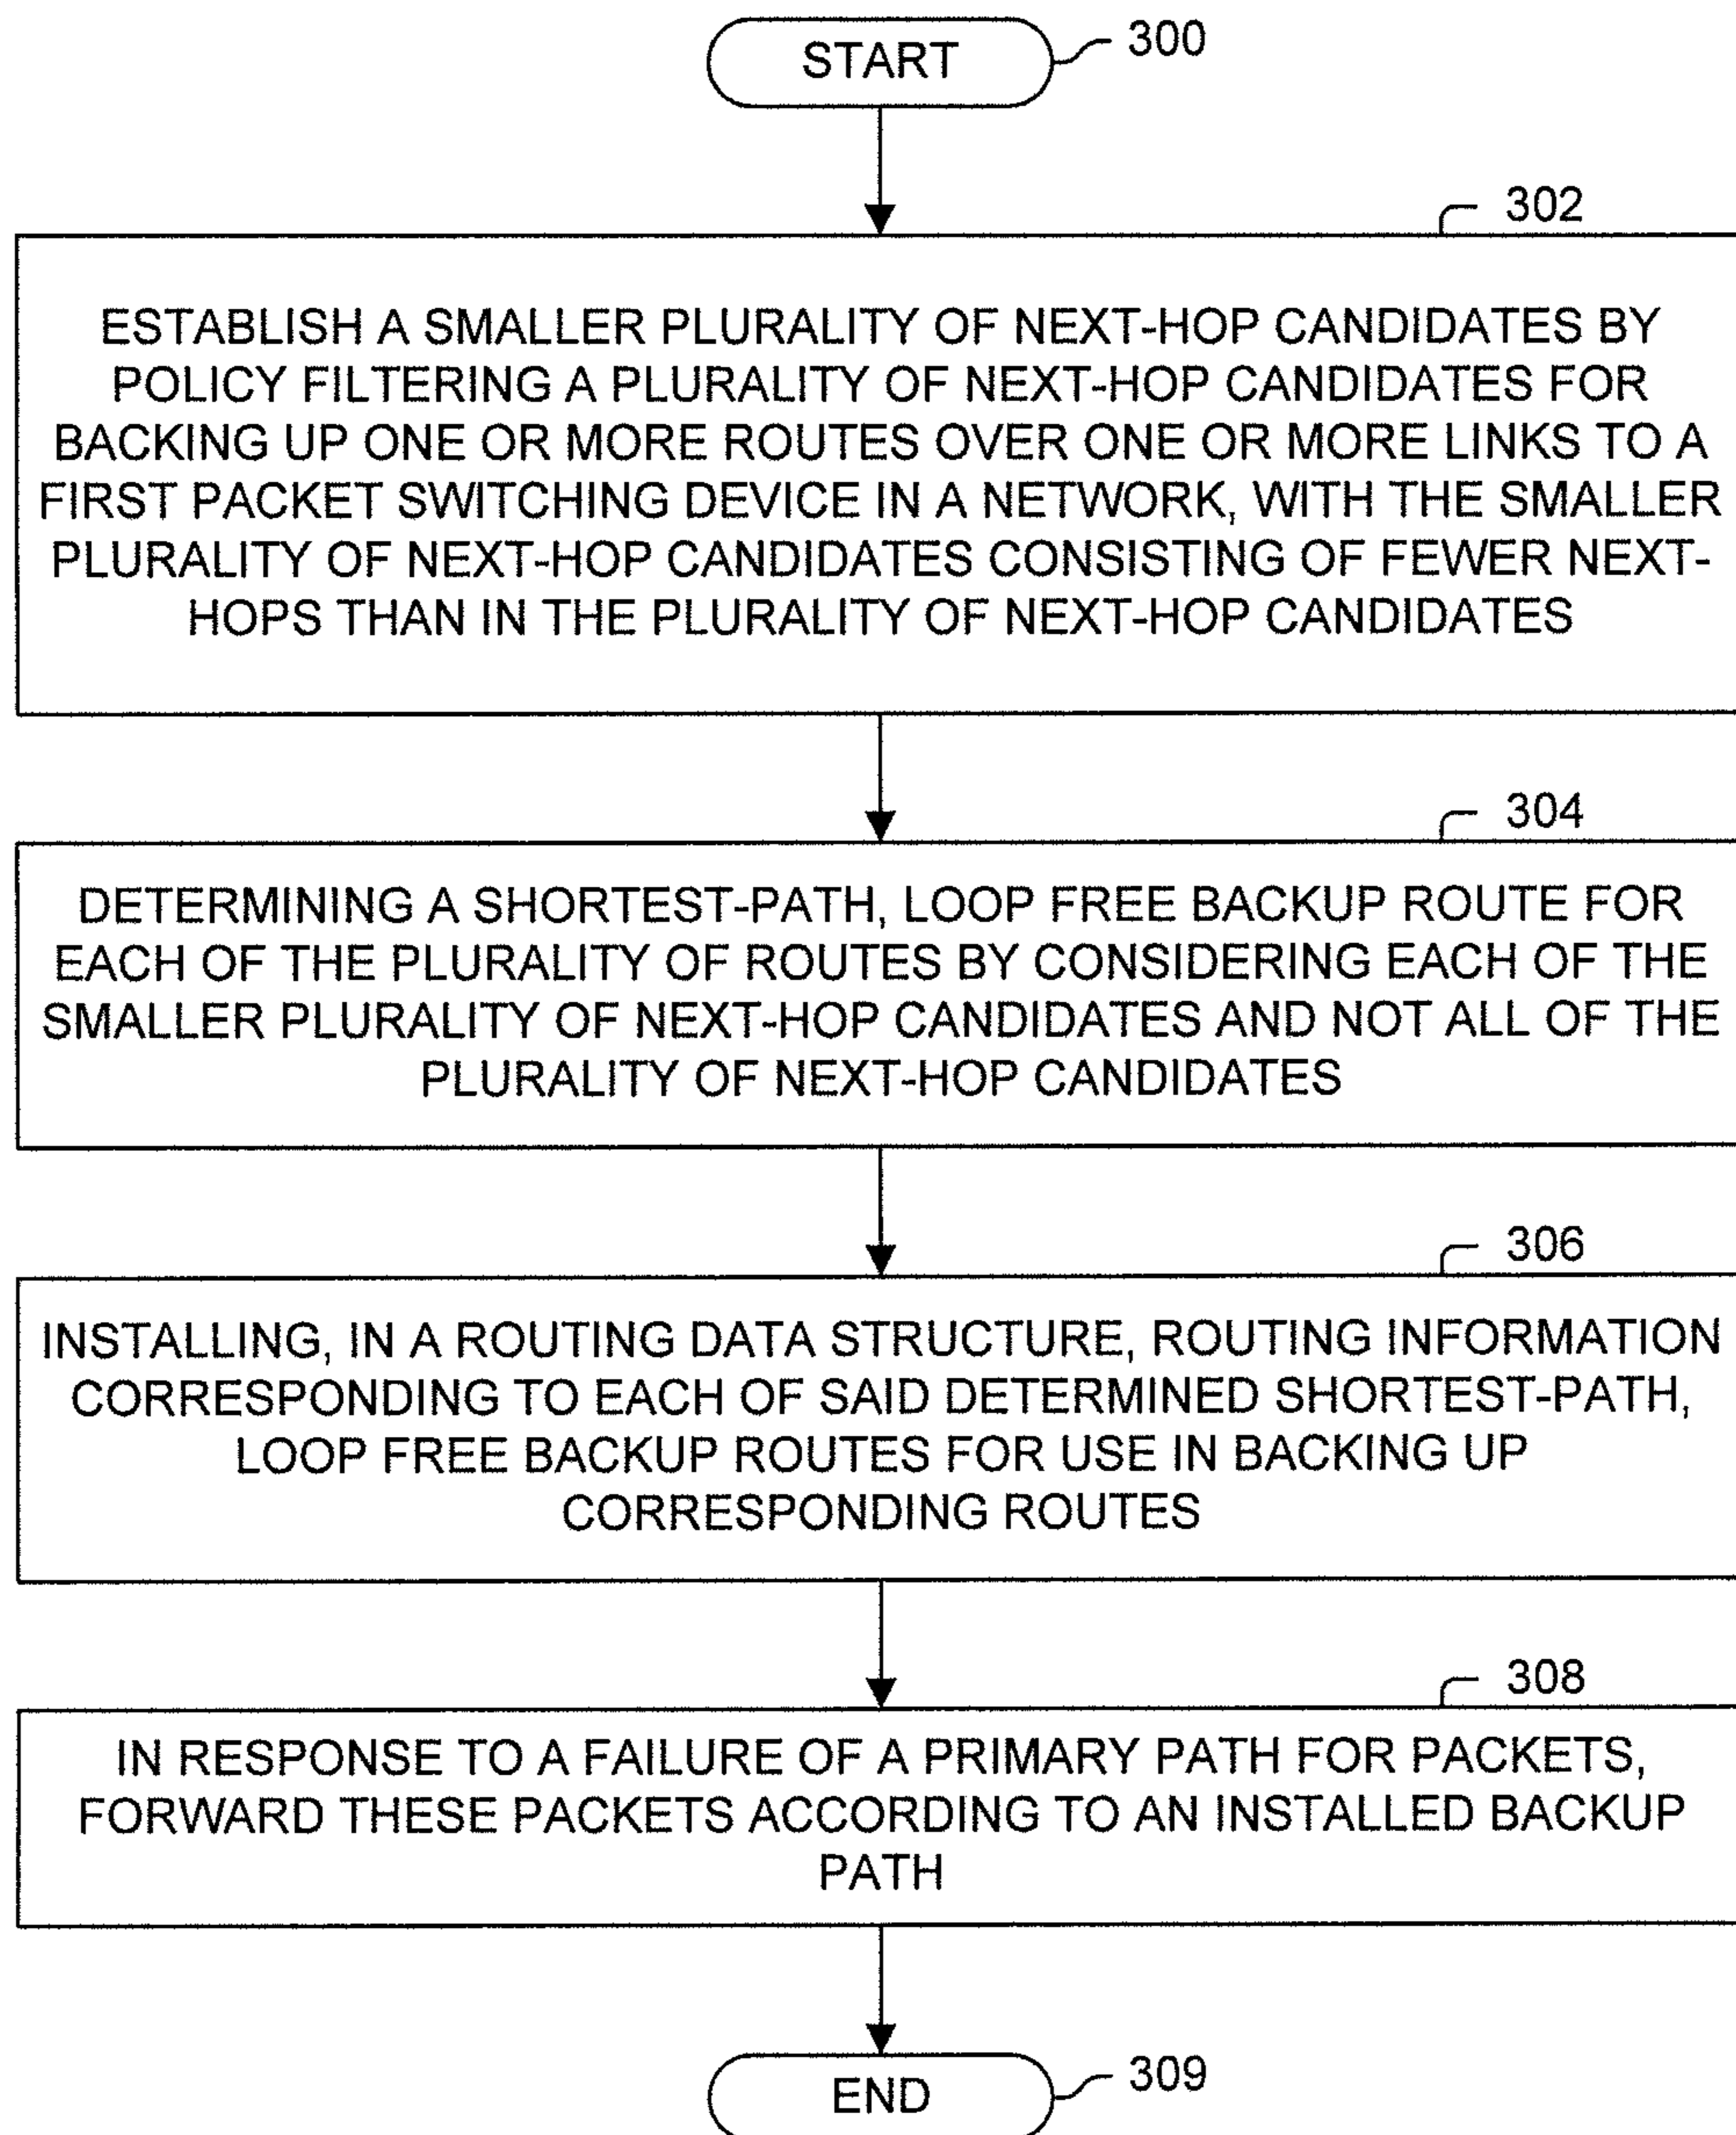 START
300
302
ESTABLISH A SMALLER PLURALITY OF NEXT-HOP CANDIDATES BY
POLICY FILTERING A PLURALITY OF NEXT-HOP CANDIDATES FOR
BACKING UP ONE OR MORE ROUTES OVER ONE OR MORE LINKS TO A
FIRST PACKET SWITCHING DEVICE IN A NETWORK, WITH THE SMALLER
PLURALITY OF NEXT-HOP CANDIDATES CONSISTING OF FEWER NEXT-
HOPS THAN IN THE PLURALITY OF NEXT-HOP CANDIDATES
304
DETERMINING A SHORTEST-PATH, LOOP FREE BACKUP ROUTE FOR
EACH OF THE PLURALITY OF ROUTES BY CONSIDERING EACH OF THE
SMALLER PLURALITY OF NEXT-HOP CANDIDATES AND NOT ALL OF THE
PLURALITY OF NEXT-HOP CANDIDATES
306
INSTALLING, IN A ROUTING DATA STRUCTURE, ROUTING INFORMATION
CORRESPONDING TO EACH OF SAID DETERMINED SHORTEST-PATH,
LOOP FREE BACKUP ROUTES FOR USE IN BACKING UP
CORRESPONDING ROUTES
308
IN RESPONSE TO A FAILURE OF A PRIMARY PATH FOR PACKETS,
FORWARD THESE PACKETS ACCORDING TO AN INSTALLED BACKUP
PATH
END
309